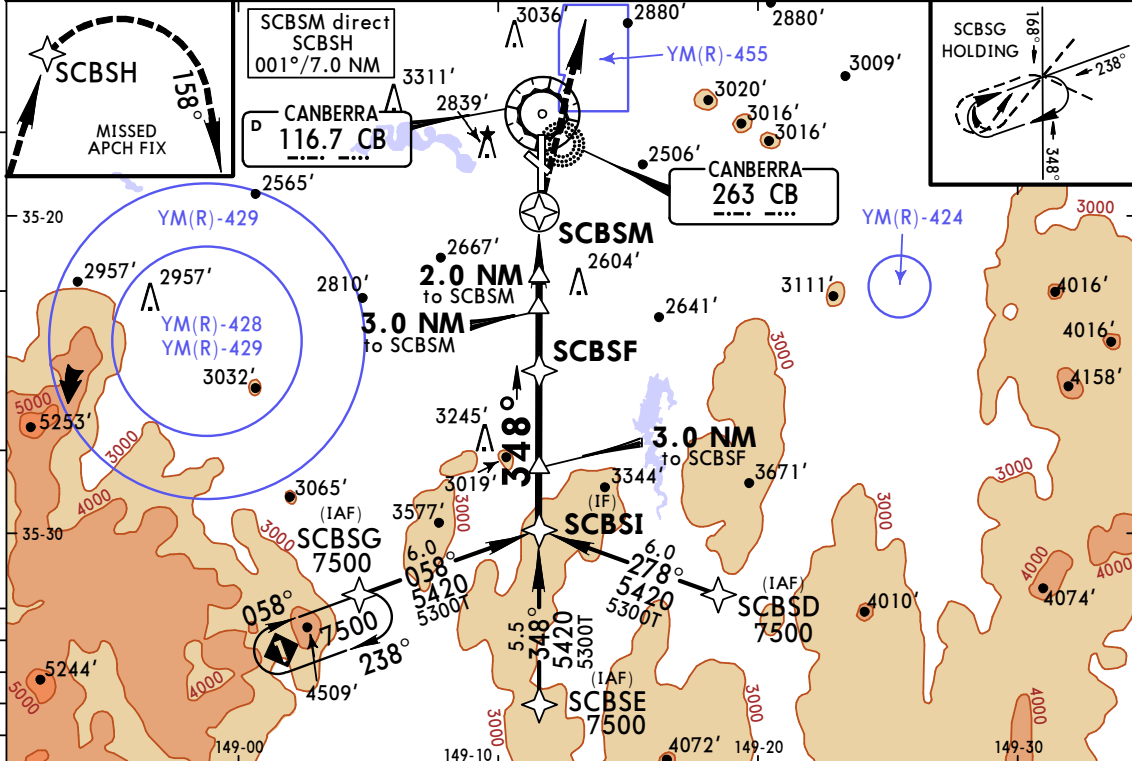 SCBSH
158°
MISSED
APCH FIX
SCBSM direct
SCBSH
001°/7.0 NM
3036'
2880'
2880'
YM(R)-455
3009'
SCBSG
HOLDING
168°
238°
348°
3311'
2839'
D CANBERRA
116.7 CB
3020'
3016'
3016'
2506'
CANBERRA
263 CB
2565'
YM(R)-429
35-20
SCBSM
YM(R)-424
3000
2957'
2957'
2667'
2.0 NM
to SCBSM
2604'
2810'
3111'
4016'
YM(R)-428
YM(R)-429
3.0 NM
to SCBSM
2641'
4016'
3032'
SCBSF
3000
4158'
5000
5253'
3245'
348°
3.0 NM
to SCBSF
3000
4000
3019'
3344'
3671'
3000
3065'
3000
3577'
3000
(IF)
SCBSI
3000
35-30
(IAF)
SCBSG
7500
3000
6.0
058°
5420
5300T
6.0
278°
5420
5300T
4000
4000
058°
7500
238°
5.5
348°
5420
5300T
(IAF)
SCBSD
7500
4010'
4074'
5244'
5000
4000
4509'
(IAF)
SCBSE
7500
3000
3000
4000
149-00
149-10
4072'
149-20
149-30